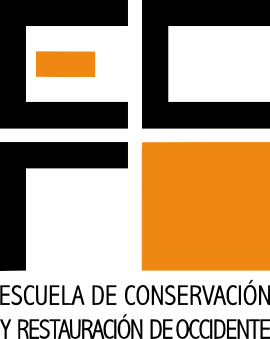 ESCUELA DE CONSERVACIÓN
Y RESTAURACIÓN DE OCCIDENTE